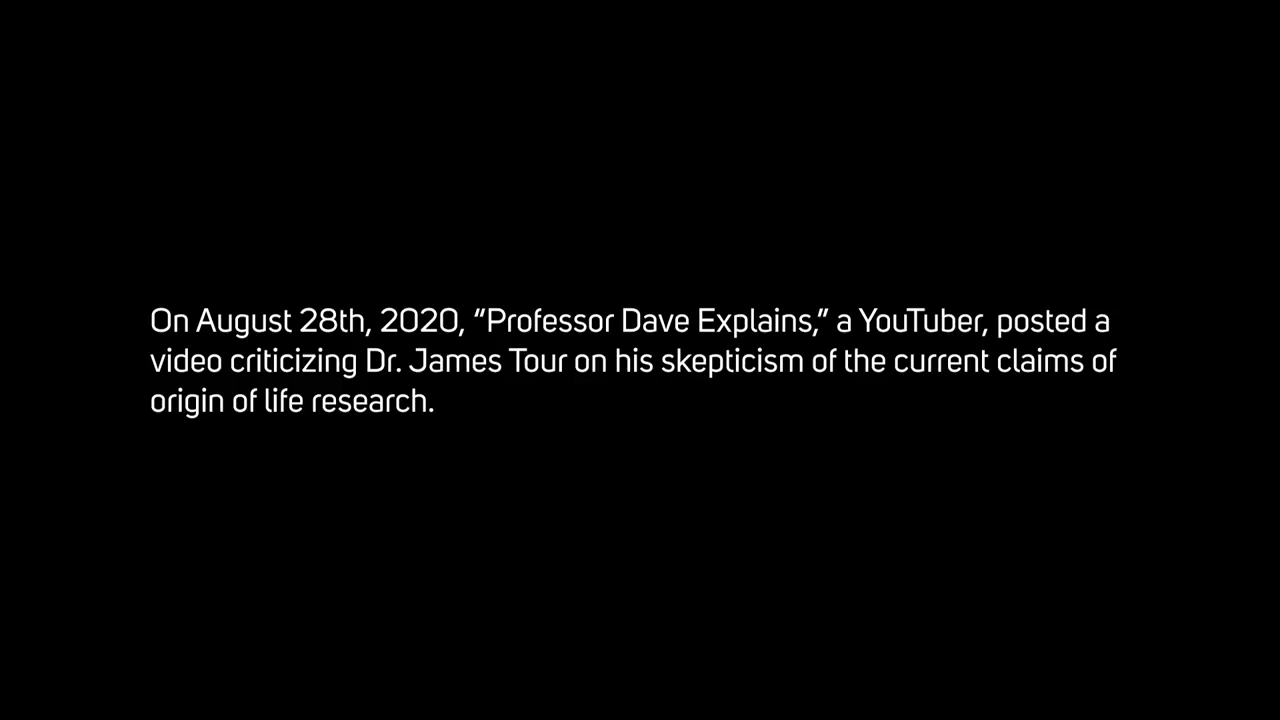 On August 28th, 2020, “Professor Dave Explains,” a YouTuber, posted a
video criticizing Dr. James Tour on his skepticism of the current claims of
origin of life research.